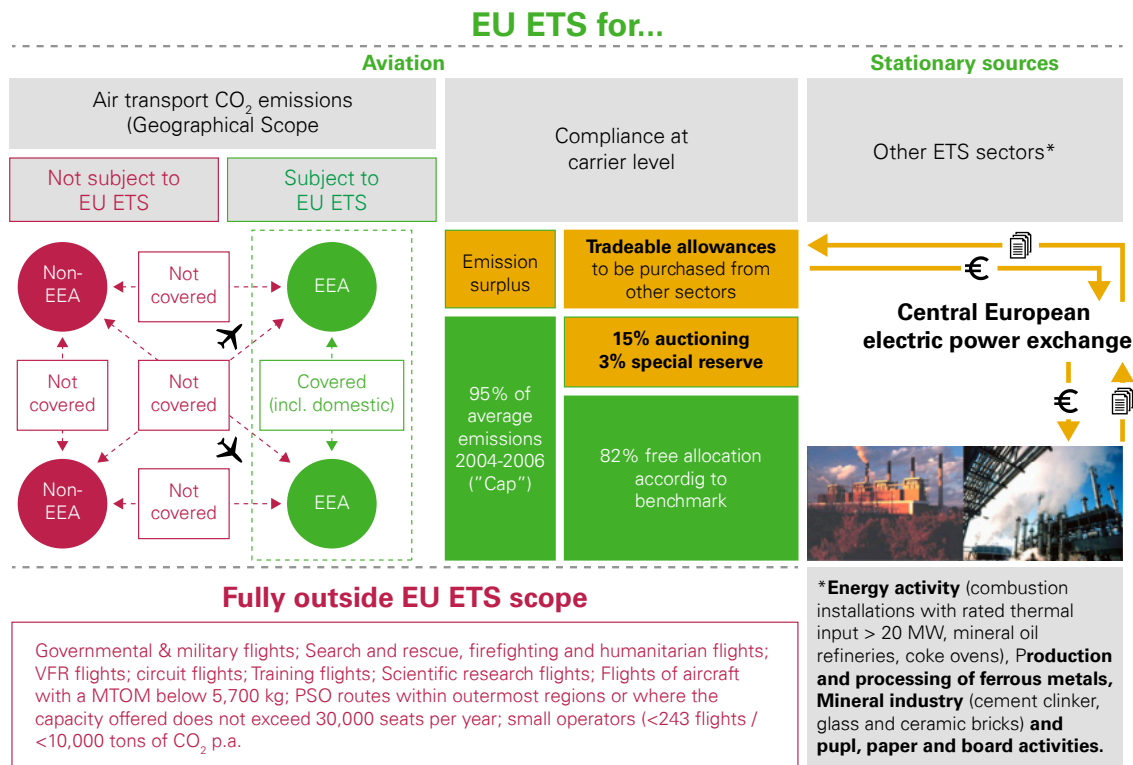 EU ETS for...
Aviation
Stationary sources
Air transport CO₂ emissions
(Geographical Scope
Not subject to
EU ETS
Subject to
EU ETS
Compliance at
carrier level
Other ETS sectors*
Non-
EEA
Not
covered
EEA
Not
covered
Not
covered
Covered
(incl. domestic)
Non-
EEA
Not
covered
EEA
Emission
surplus
Tradeable allowances
to be purchased from
other sectors
15% auctioning
3% special reserve
95% of
average
emissions
2004-2006
("Cap")
82% free allocation
accordig to
benchmark
€
Central European
electric power exchange
€
Fully outside EU ETS scope
Governmental & military flights; Search and rescue, firefighting and humanitarian flights;
VFR flights; circuit flights; Training flights; Scientific research flights; Flights of aircraft
with a MTOM below 5,700 kg; PSO routes within outermost regions or where the
capacity offered does not exceed 30,000 seats per year; small operators (<243 flights /
<10,000 tons of CO₂ p.a.
*Energy activity (combustion
installations with rated thermal
input > 20 MW, mineral oil
refineries, coke ovens), Production
and processing of ferrous metals,
Mineral industry (cement clinker,
glass and ceramic bricks) and
pupl, paper and board activities.